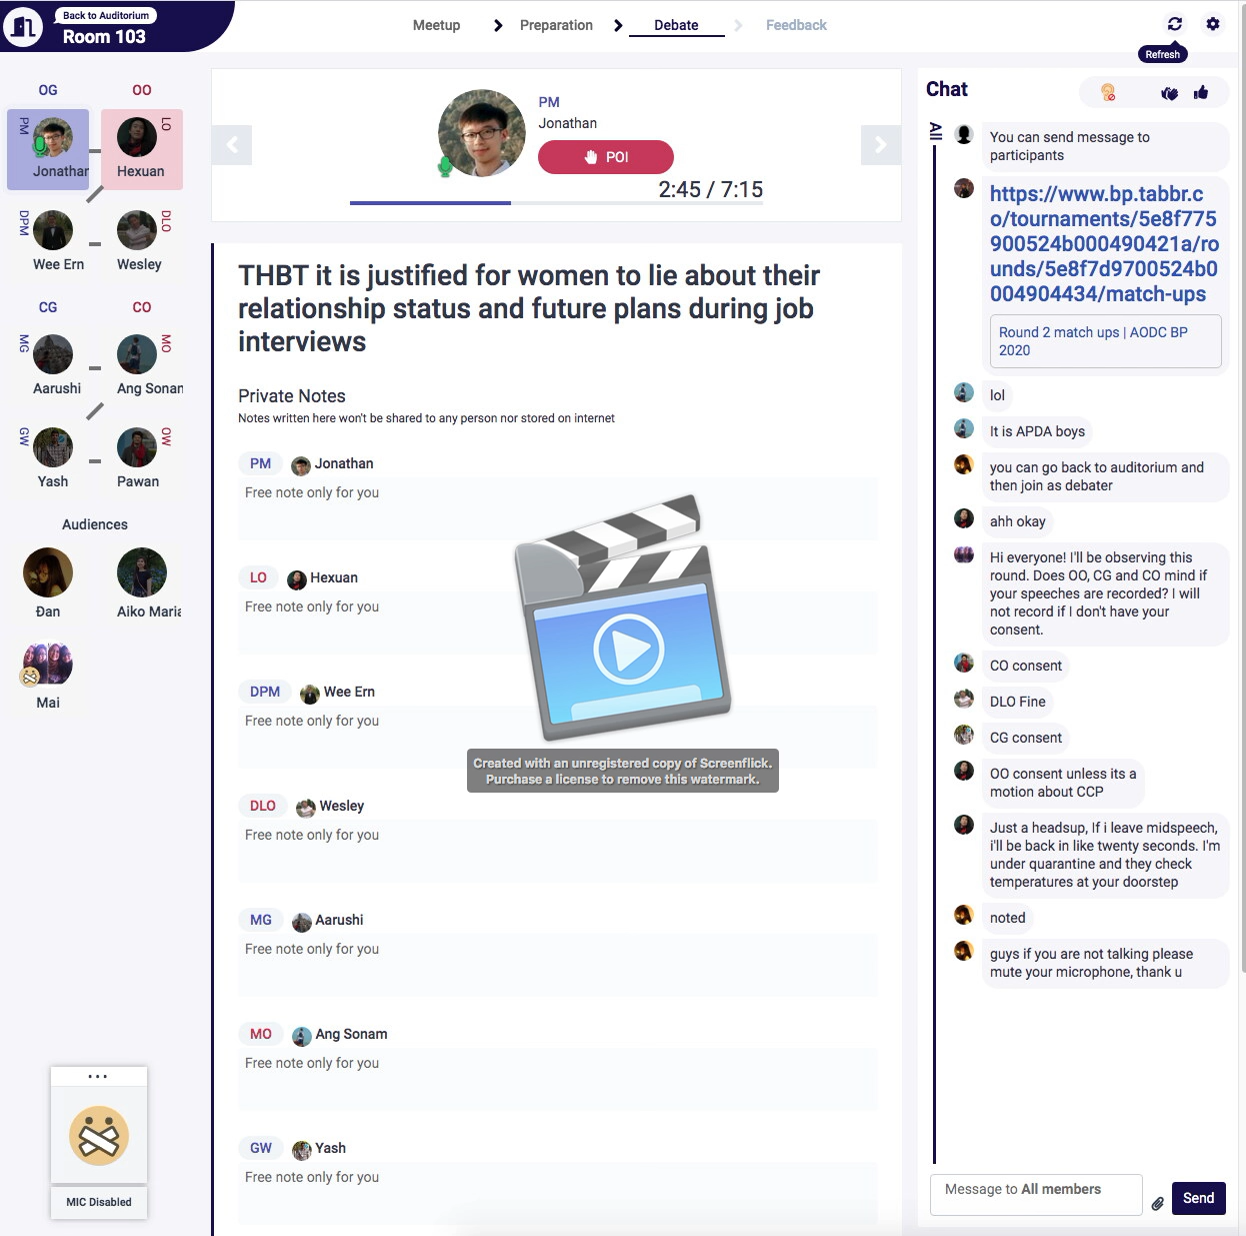 Back to Auditorium
Room 103
Meetup
Preparation
Debate
Feedback
Refresh
OG
OO
PM
LO
Jonathan
Hexuan
DPM
DLO
Wee Ern
Wesley
CG
CO
MG
MO
Aarushi
Ang Sonam
GW
OW
Yash
Pawan
Audiences
Đan
Aiko Maria
Mai
...
MIC Disabled
PM
Jonathan
POI
2:45 / 7:15
THBT it is justified for women to lie about their
relationship status and future plans during job
interviews
Private Notes
Notes written here won't be shared to any person nor stored on internet
PM Jonathan
Free note only for you
LO Hexuan
Free note only for you
DPM Wee Ern
Free note only for you
DLO Wesley
Free note only for you
MG Aarushi
Free note only for you
MO Ang Sonam
Free note only for you
GW Yash
Free note only for you
Created with an unregistered copy of Screenflick.
Purchase a license to remove this watermark.
Chat
All
You can send message to
participants
https://www.bp.tabbr.c
o/tournaments/5e8f775
900524b000490421a/ro
unds/5e8f7d9700524b0
004904434/match-ups
Round 2 match ups | AODC BP
2020
lol
It is APDA boys
you can go back to auditorium and
then join as debater
ahh okay
Hi everyone! I'll be observing this
round. Does OO, CG and CO mind if
your speeches are recorded? I will
not record if I don't have your
consent.
CO consent
DLO Fine
CG consent
OO consent unless its a
motion about CCP
Just a headsup, If i leave midspeech,
i'll be back in like twenty seconds. I'm
under quarantine and they check
temperatures at your doorstep
noted
guys if you are not talking please
mute your microphone, thank u
Message to All members
Send